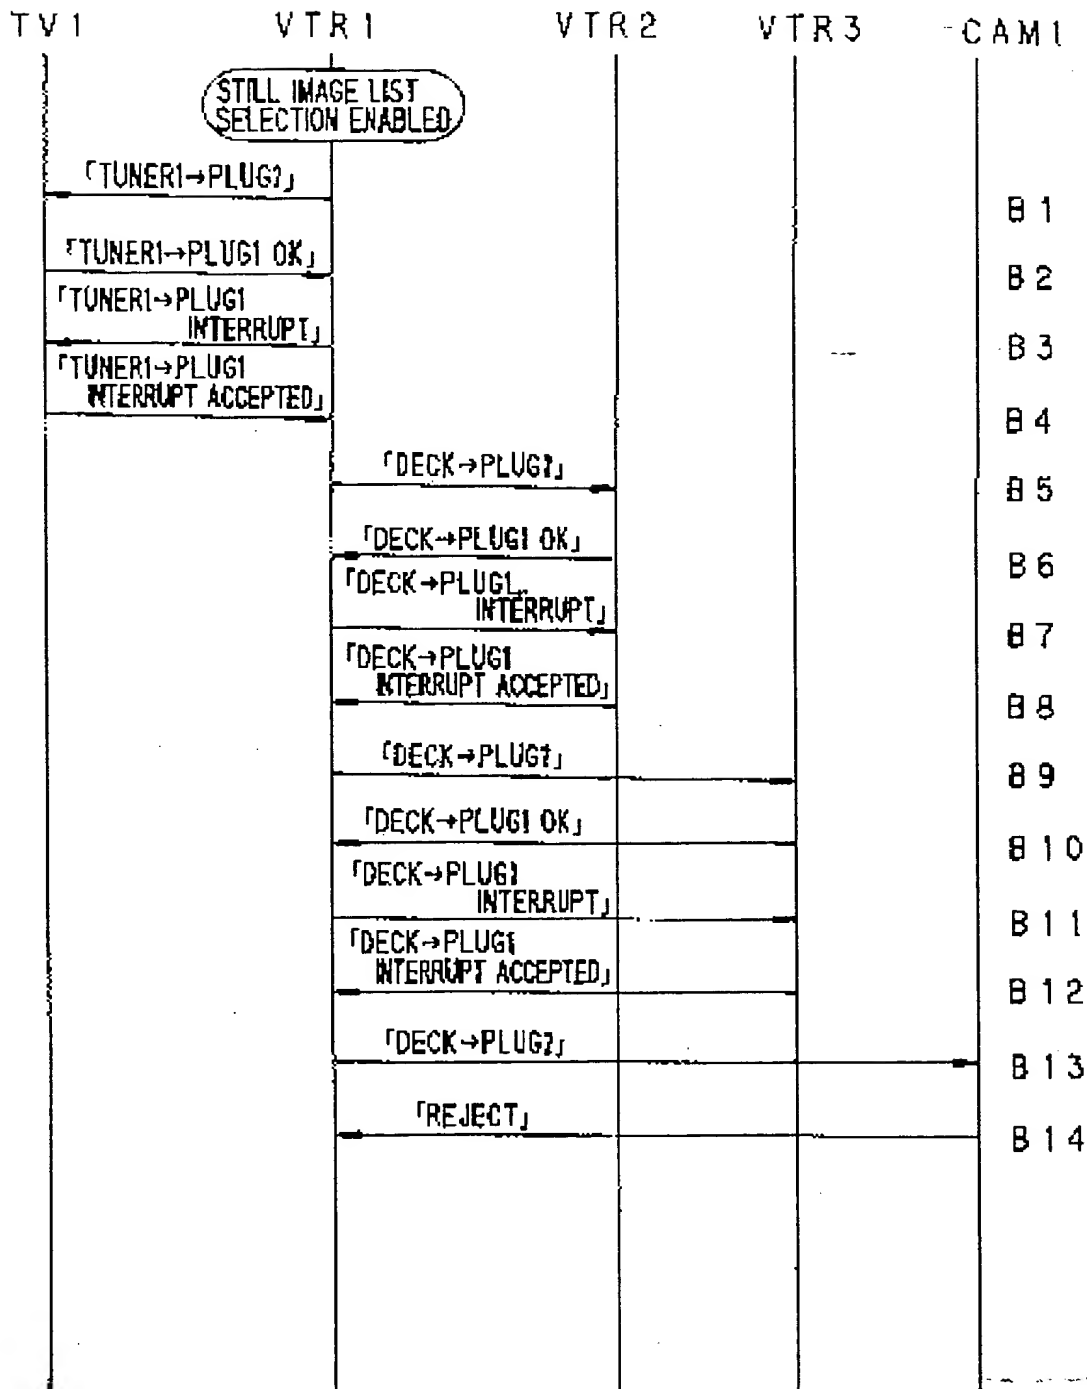 TV1 VTR1 VTR2 VTR3 CAM1
STILL IMAGE LIST
SELECTION ENABLED
「TUNER1→PLUG?」
B1
「TUNER1→PLUG1 OK」
B2
「TUNER1→PLUG1
INTERRUPT」
B3
「TUNER1→PLUG1
INTERRUPT ACCEPTED」
B4
「DECK→PLUG?」
B5
「DECK→PLUG1 OK」
B6
「DECK→PLUG1
INTERRUPT」
B7
「DECK→PLUG1
INTERRUPT ACCEPTED」
B8
「DECK→PLUG?」
B9
「DECK→PLUG1 OK」
B10
「DECK→PLUG1
INTERRUPT」
B11
「DECK→PLUG1
INTERRUPT ACCEPTED」
B12
「DECK→PLUG?」
B13
「REJECT」
B14